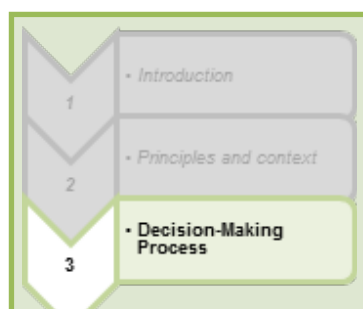 1
• Introduction
2
• Principles and context
3
• Decision-Making
Process